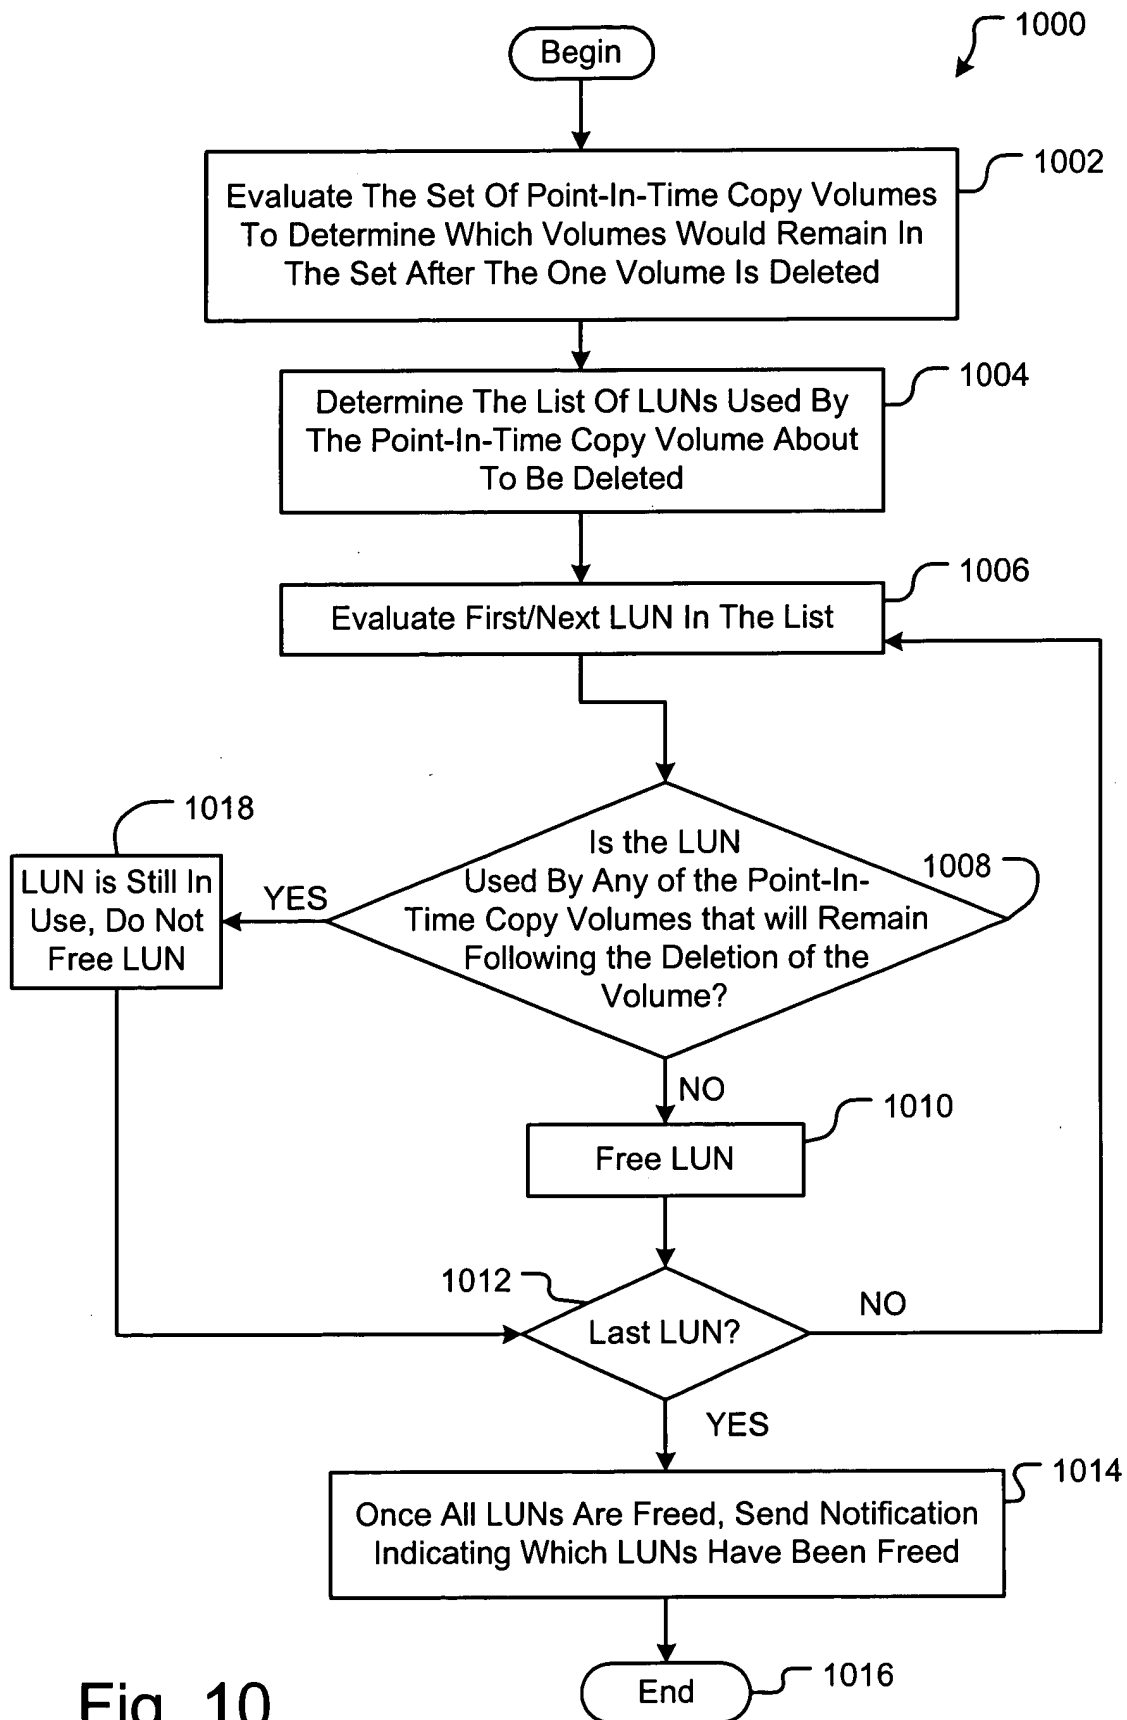 1000
Begin
1002
Evaluate The Set Of Point-In-Time Copy Volumes
To Determine Which Volumes Would Remain In
The Set After The One Volume Is Deleted
1004
Determine The List Of LUNs Used By
The Point-In-Time Copy Volume About
To Be Deleted
1006
Evaluate First/Next LUN In The List
1018
LUN is Still In
Use, Do Not
Free LUN
YES
1008
Is the LUN
Used By Any of the Point-In-
Time Copy Volumes that will Remain
Following the Deletion of the
Volume?
NO
1010
Free LUN
1012
Last LUN?
NO
YES
1014
Once All LUNs Are Freed, Send Notification
Indicating Which LUNs Have Been Freed
End
1016
Fig. 10